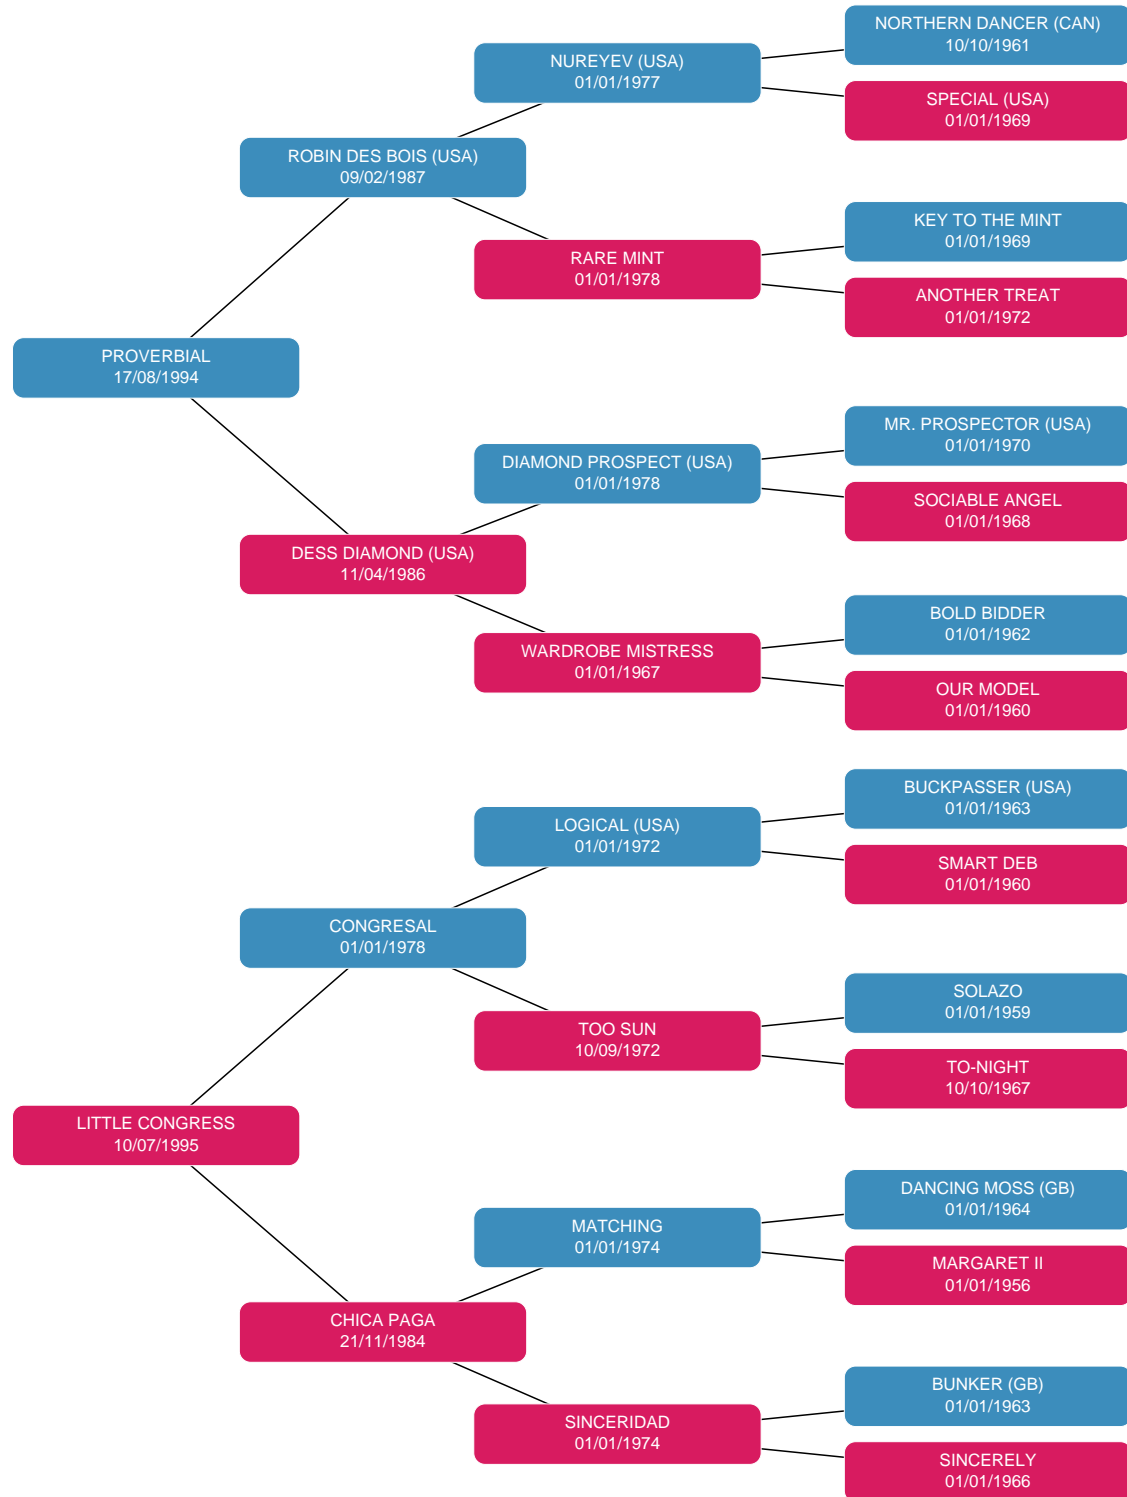 NORTHERN DANCER (CAN)
10/10/1961
NUREYEV (USA)
01/01/1977
SPECIAL (USA)
01/01/1969
ROBIN DES BOIS (USA)
09/02/1987
KEY TO THE MINT
01/01/1969
RARE MINT
01/01/1978
ANOTHER TREAT
01/01/1972
PROVERBIAL
17/08/1994
MR. PROSPECTOR (USA)
01/01/1970
DIAMOND PROSPECT (USA)
01/01/1978
SOCIABLE ANGEL
01/01/1968
DESS DIAMOND (USA)
11/04/1986
BOLD BIDDER
01/01/1962
WARDROBE MISTRESS
01/01/1967
OUR MODEL
01/01/1960
BUCKPASSER (USA)
01/01/1963
LOGICAL (USA)
01/01/1972
SMART DEB
01/01/1960
CONGRESAL
01/01/1978
SOLAZO
01/01/1959
TOO SUN
10/09/1972
TO-NIGHT
10/10/1967
LITTLE CONGRESS
10/07/1995
DANCING MOSS (GB)
01/01/1964
MATCHING
01/01/1974
MARGARET II
01/01/1956
CHICA PAGA
21/11/1984
BUNKER (GB)
01/01/1963
SINCERIDAD
01/01/1974
SINCERELY
01/01/1966